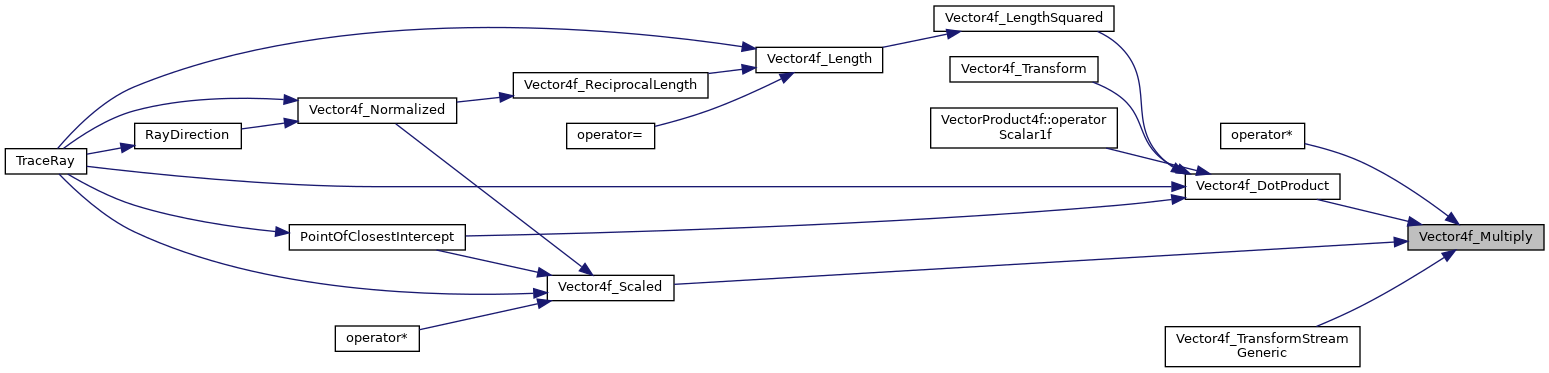 Vector4f_LengthSquared
Vector4f_Length
Vector4f_Transform
Vector4f_ReciprocalLength
Vector4f_Normalized
VectorProduct4f::operator
Scalar1f
operator=
RayDirection
operator*
TraceRay
Vector4f_DotProduct
PointOfClosestIntercept
Vector4f_Multiply
Vector4f_Scaled
operator*
Vector4f_TransformStream
Generic